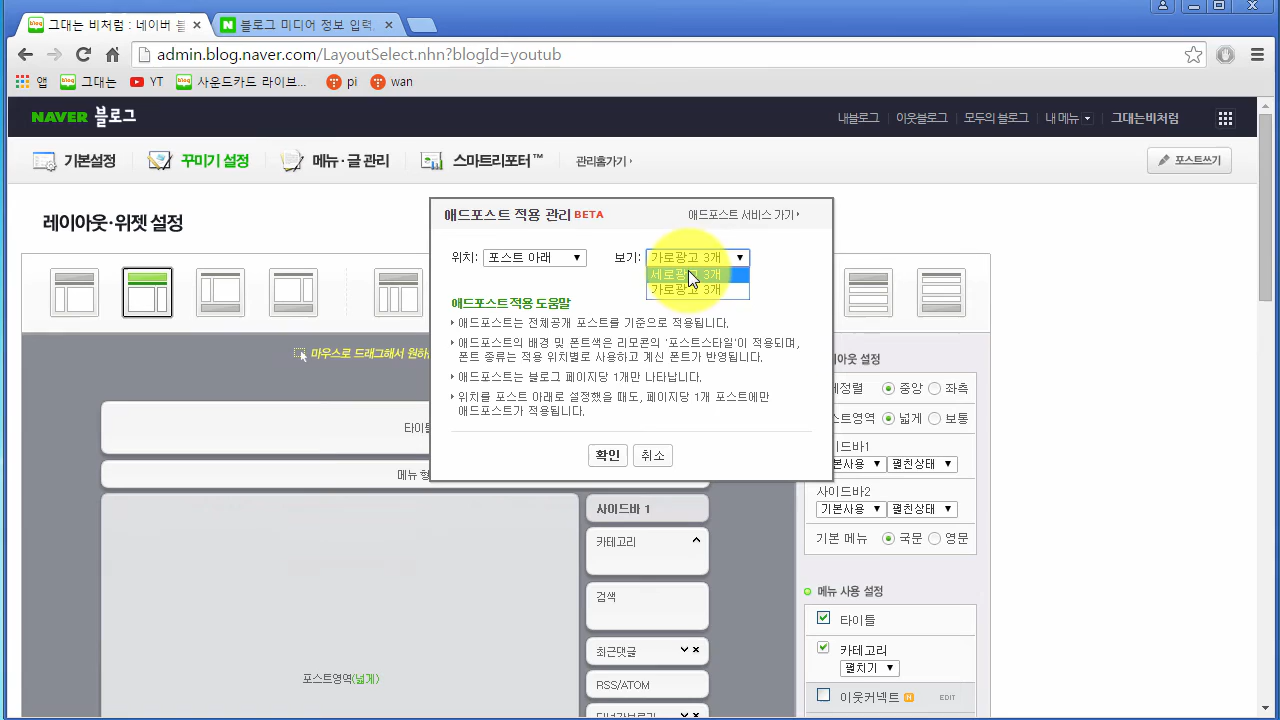 그대는 비처럼 : 네이버 블
블로그 미디어 정보 입력
admin.blog.naver.com/LayoutSelect.nhn?blogId=youtub
앱 그대는 YT 사운드카드 라이브... pi wan
NAVER 블로그
내블로그 이웃블로그 모두의 블로그 내 메뉴 그대는비처럼
기본설정 꾸미기 설정 메뉴·글 관리 스마트리포터™ 관리홈가기
포스트쓰기
레이아웃·위젯 설정
애드포스트 적용 관리 BETA 애드포스트 서비스 가기
위치: 포스트 아래 보기: 가로광고 3개
세로광고 3개
가로광고 3개
애드포스트 적용 도움말
애드포스트는 전체공개 포스트를 기준으로 적용됩니다.
애드포스트의 배경 및 폰트색은 리모콘의 '포스트스타일'이 적용되며,
폰트 종류는 적용 위치별로 사용하고 계신 폰트가 반영됩니다.
애드포스트는 블로그 페이지당 1개만 나타납니다.
위치를 포스트 아래로 설정했을 때도, 페이지당 1개 포스트에만
애드포스트가 적용됩니다.
확인 취소
마우스로 드래그해서 원하
타이틀
메뉴 형
사이드바 1
카테고리
검색
최근댓글
RSS/ATOM
포스트영역(넓게)
아웃 설정
체정렬 중앙 좌측
스트영역 넓게 보통
이드바1
본사용 펼친상태
사이드바2
기본사용 펼친상태
기본 메뉴 국문 영문
메뉴 사용 설정
타이틀
카테고리
펼치기
이웃커넥트 N EDIT